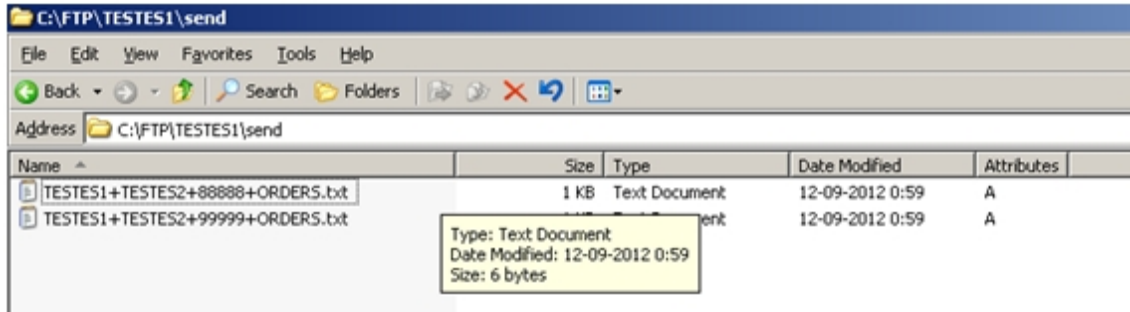 C:\FTP\TESTES1\send
File Edit View Favorites Tools Help
Back Search Folders
Address C:\FTP\TESTES1\send
Name Size Type Date Modified Attributes
TESTES1+TESTES2+88888+ORDERS.txt 1 KB Text Document 12-09-2012 0:59 A
TESTES1+TESTES2+99999+ORDERS.txt 12-09-2012 0:59 A
Type: Text Document
Date Modified: 12-09-2012 0:59
Size: 6 bytes